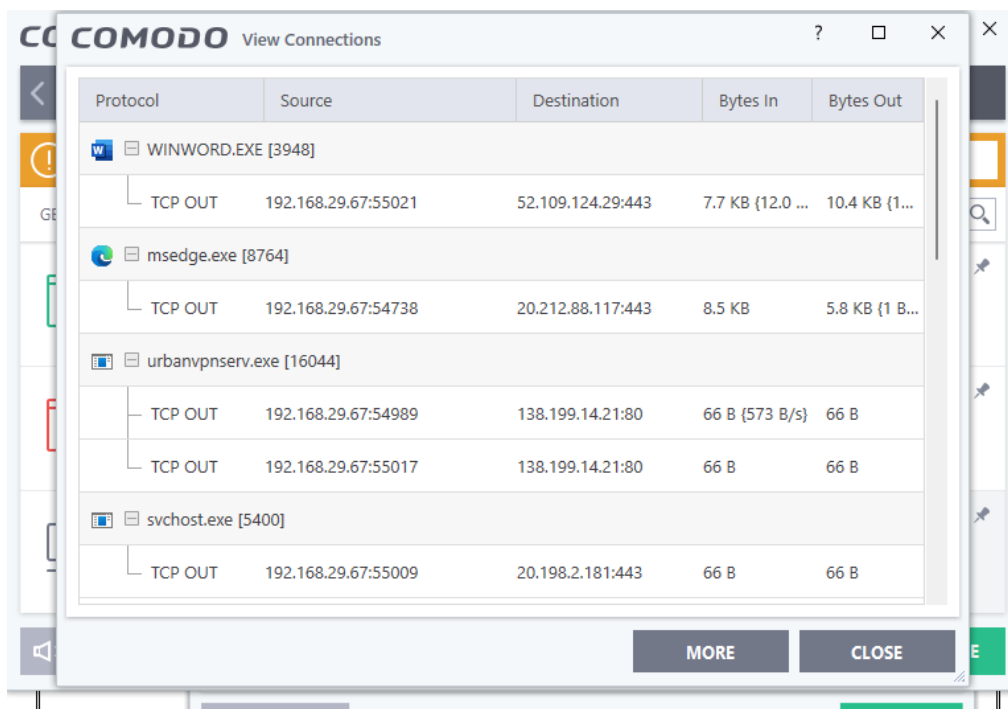 COMODO View Connections ?
Protocol Source Destination Bytes In Bytes Out
WINWORD.EXE [3948]
TCP OUT 192.168.29.67:55021 52.109.124.29:443 7.7 KB {12.0 ... 10.4 KB {1...
msedge.exe [8764]
TCP OUT 192.168.29.67:54738 20.212.88.117:443 8.5 KB 5.8 KB {1 B...
urbanvpnserv.exe [16044]
TCP OUT 192.168.29.67:54989 138.199.14.21:80 66 B {573 B/s} 66 B
TCP OUT 192.168.29.67:55017 138.199.14.21:80 66 B 66 B
svchost.exe [5400]
TCP OUT 192.168.29.67:55009 20.198.2.181:443 66 B 66 B
MORE CLOSE